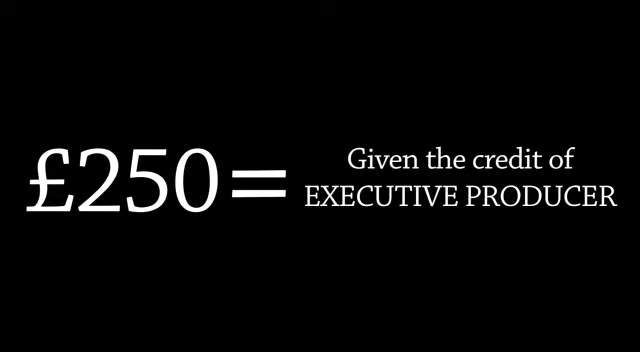 £250 =
Given the credit of
EXECUTIVE PRODUCER